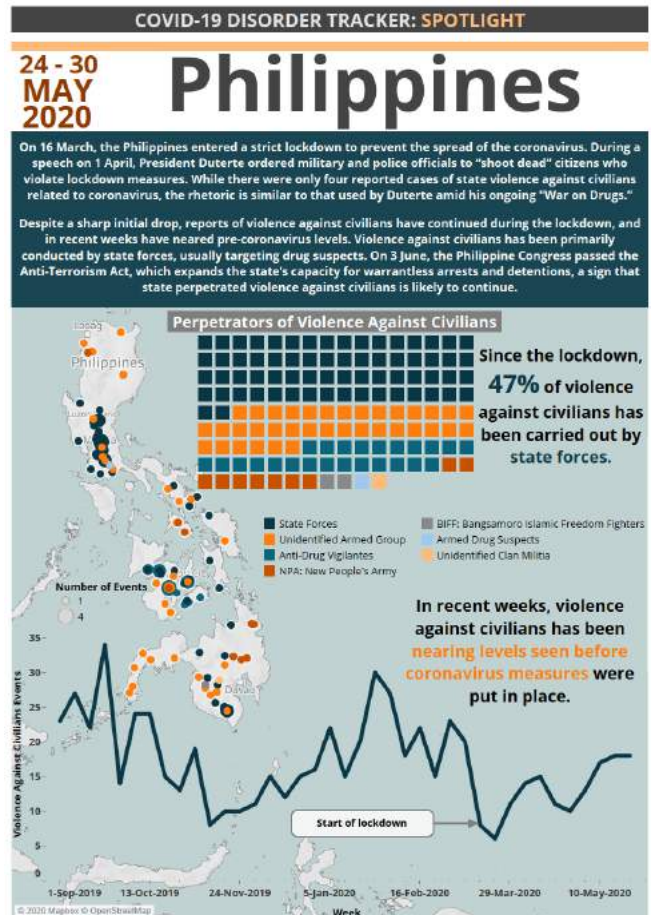 COVID-19 DISORDER TRACKER: SPOTLIGHT
24 - 30
MAY
2020
Philippines
On 16 March, the Philippines entered a strict lockdown to prevent the spread of the coronavirus. During a
speech on 1 April, President Duterte ordered military and police officials to "shoot dead" citizens who
violate lockdown measures. While there were only four reported cases of state violence against civilians
related to coronavirus, the rhetoric is similar to that used by Duterte amid his ongoing "War on Drugs."
Despite a sharp initial drop, reports of violence against civilians have continued during the lockdown, and
in recent weeks have neared pre-coronavirus levels. Violence against civilians has been primarily
conducted by state forces, usually targeting drug suspects. On 3 June, the Philippine Congress passed the
Anti-Terrorism Act, which expands the state's capacity for warrantless arrests and detentions, a sign that
state perpetrated violence against civilians is likely to continue.
Laoag
Philippines
Perpetrators of Violence Against Civilians
Since the lockdown,
47% of violence
against civilians has
been carried out by
state forces.
State Forces
Unidentified Armed Group
Anti-Drug Vigilantes
NPA: New People's Army
BIFF: Bangsamoro Islamic Freedom Fighters
Armed Drug Suspects
Unidentified Clan Militia
Number of Events
1
4
Davao
In recent weeks, violence
against civilians has been
nearing levels seen before
coronavirus measures were
put in place.
Violence Against Civilians Events
35
30
25
20
15
10
5
0
Start of lockdown
1-Sep-2019 13-Oct-2019 24-Nov-2019 5-Jan-2020 16-Feb-2020 29-Mar-2020 10-May-2020
Week
© 2020 Mapbox © OpenStreetMap